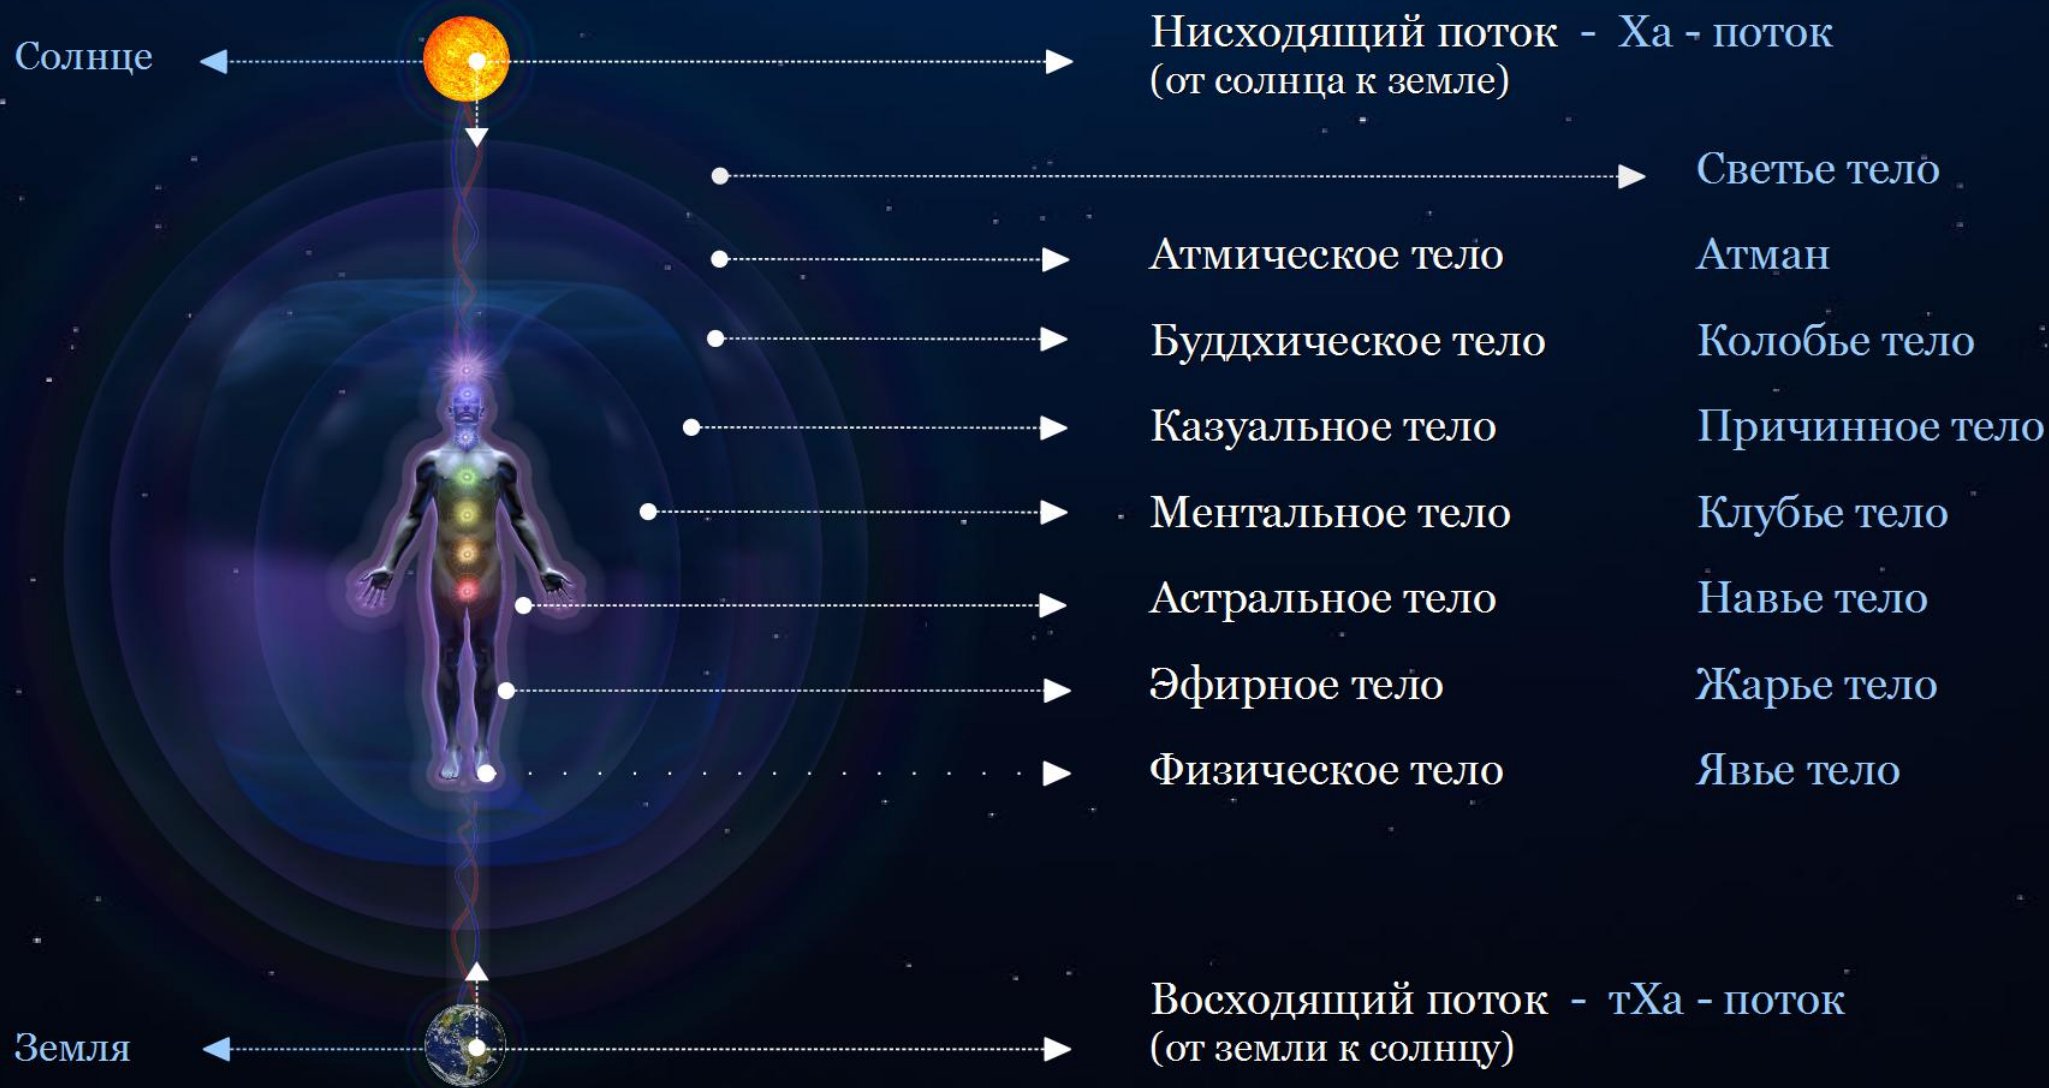 Солнце
Нисходящий поток - Ха - поток
(от солнца к земле)
Светье тело
Атмическое тело Атман
Буддхическое тело Колобье тело
Казуальное тело Причинное тело
Ментальное тело Клубье тело
Астральное тело Навье тело
Эфирное тело Жарье тело
Физическое тело Явье тело
Восходящий поток - тХа - поток
(от земли к солнцу)
Земля